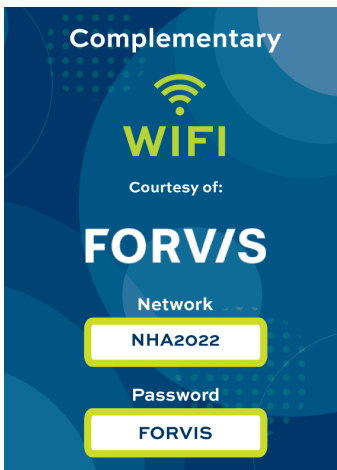 Complementary
WIFI
Courtesy of:
FORV/S
Network
NHA2022
Password
FORVIS